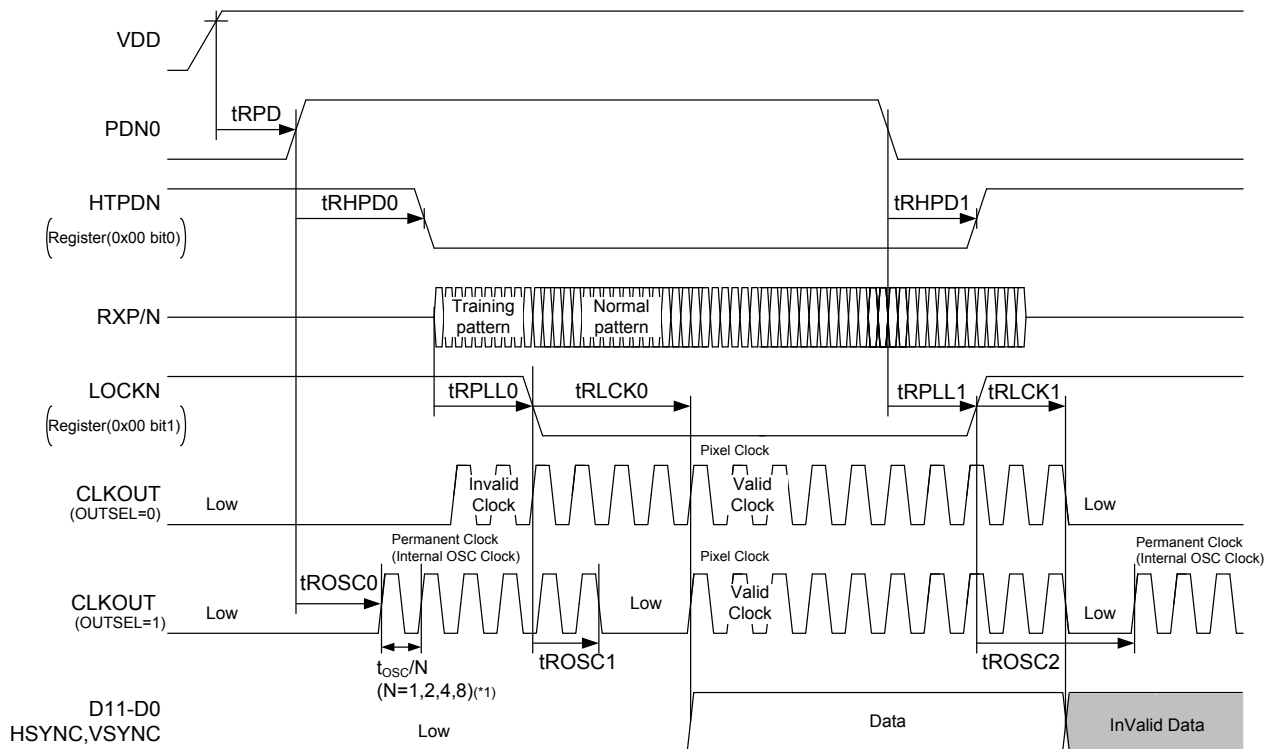 VDD
tRPD
PDN0
HTPDN
(Register(0x00 bit0))
tRHPD0
tRHPD1
RXP/N
Training
pattern
Normal
pattern
LOCKN
(Register(0x00 bit1))
tRPLL0
tRLCK0
tRPLL1
tRLCK1
Pixel Clock
CLKOUT
(OUTSEL=0)
Low
Invalid
Clock
Valid
Clock
Low
Permanent Clock
(Internal OSC Clock)
Pixel Clock
Permanent Clock
(Internal OSC Clock)
tROSC0
CLKOUT
(OUTSEL=1)
Low
Low
Valid
Clock
Low
tOSC/N
(N=1,2,4,8)(*1)
tROSC1
tROSC2
D11-D0
HSYNC,VSYNC
Low
Data
InValid Data